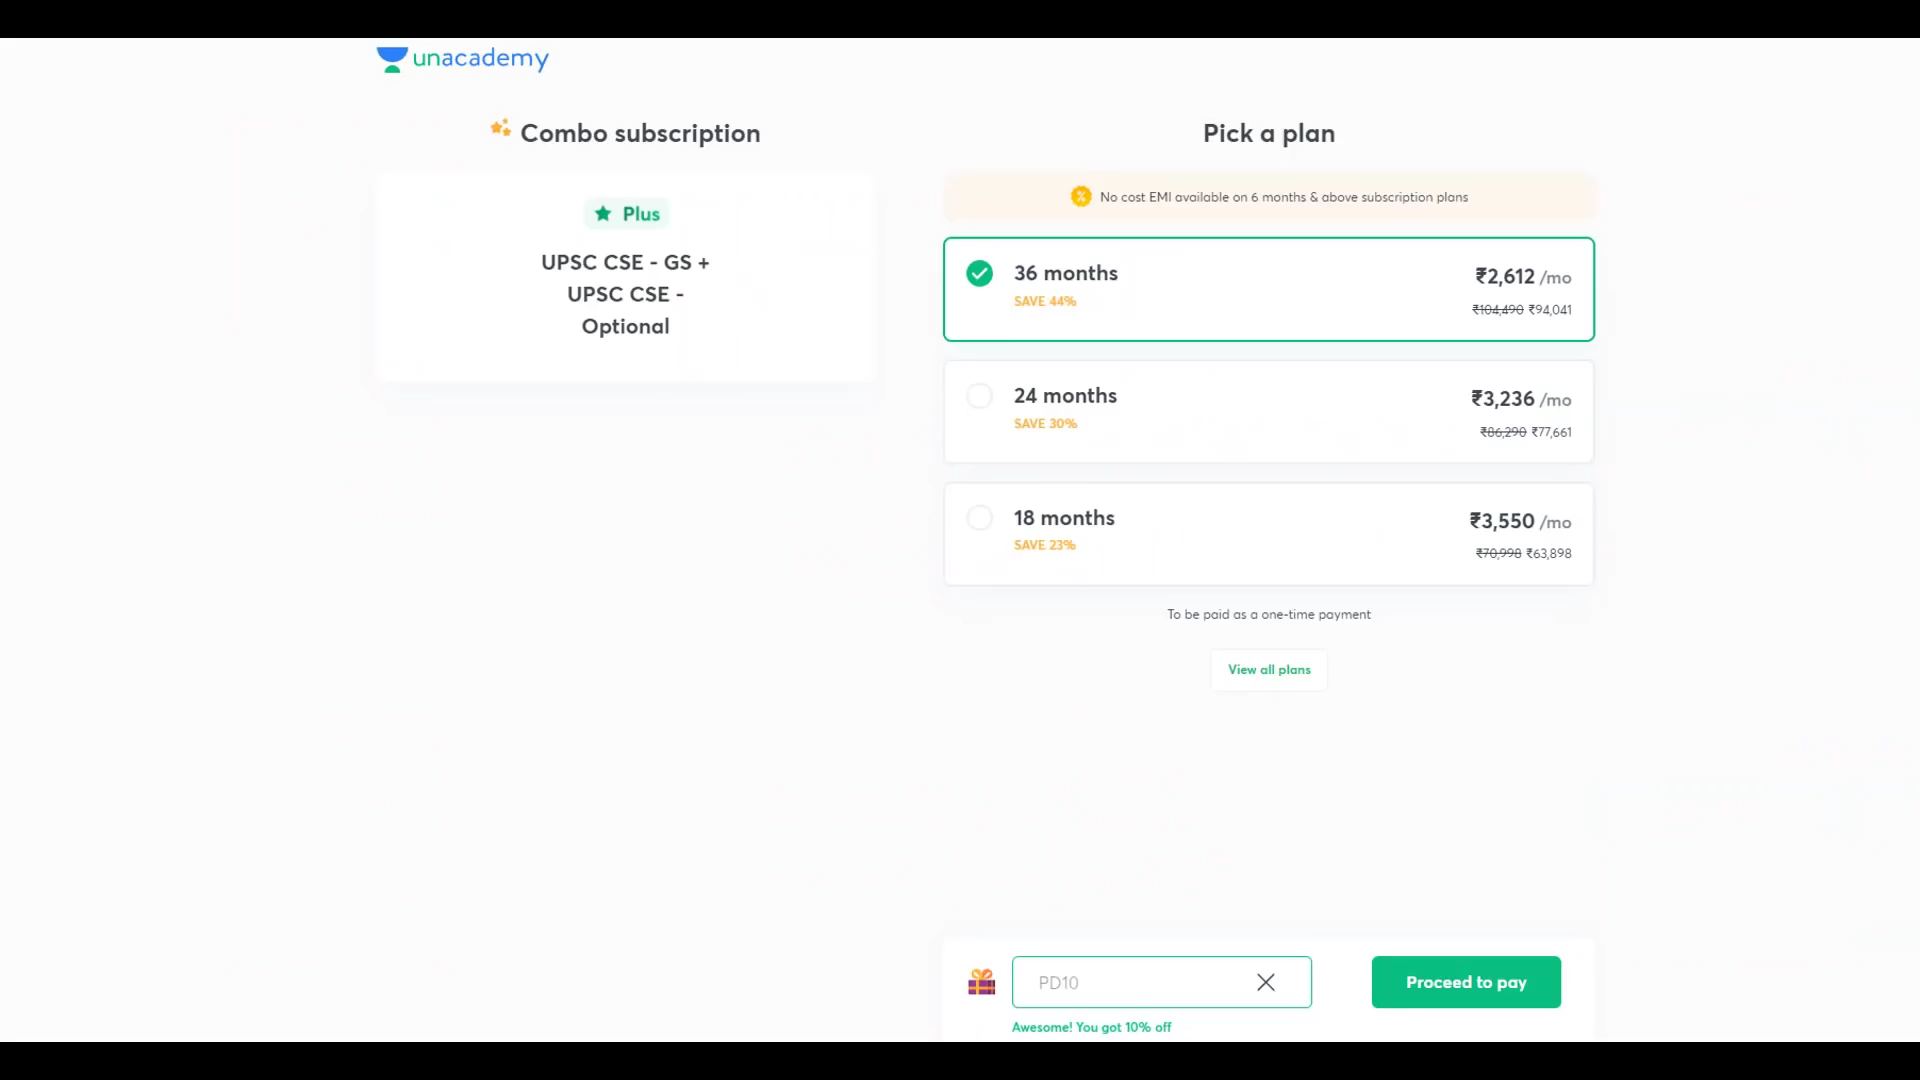 unacademy
Combo subscription
Plus
UPSC CSE - GS +
UPSC CSE -
Optional
Pick a plan
No cost EMI available on 6 months & above subscription plans
36 months
₹2,612 /mo
SAVE 44%
₹104,490 ₹94,041
24 months
₹3,236 /mo
SAVE 30%
₹86,290 ₹77,661
18 months
₹3,550 /mo
SAVE 23%
₹70,998 ₹63,898
To be paid as a one-time payment
View all plans
PD10
Proceed to pay
Awesome! You got 10% off